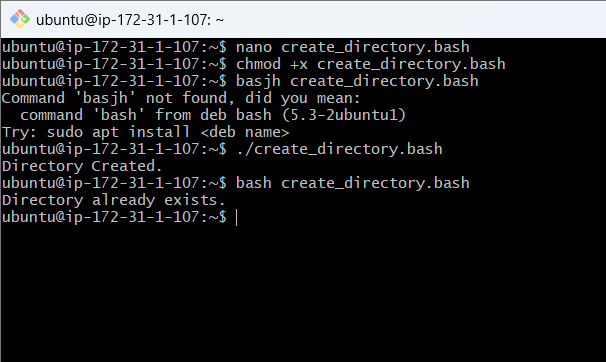 ubuntu@ip-172-31-1-107: ~
ubuntu@ip-172-31-1-107:~$ nano create_directory.bash
ubuntu@ip-172-31-1-107:~$ chmod +x create_directory.bash
ubuntu@ip-172-31-1-107:~$ basjh create_directory.bash
Command 'basjh' not found, did you mean:
  command 'bash' from deb bash (5.3-2ubuntu1)
Try: sudo apt install <deb name>
ubuntu@ip-172-31-1-107:~$ ./create_directory.bash
Directory Created.
ubuntu@ip-172-31-1-107:~$ bash create_directory.bash
Directory already exists.
ubuntu@ip-172-31-1-107:~$